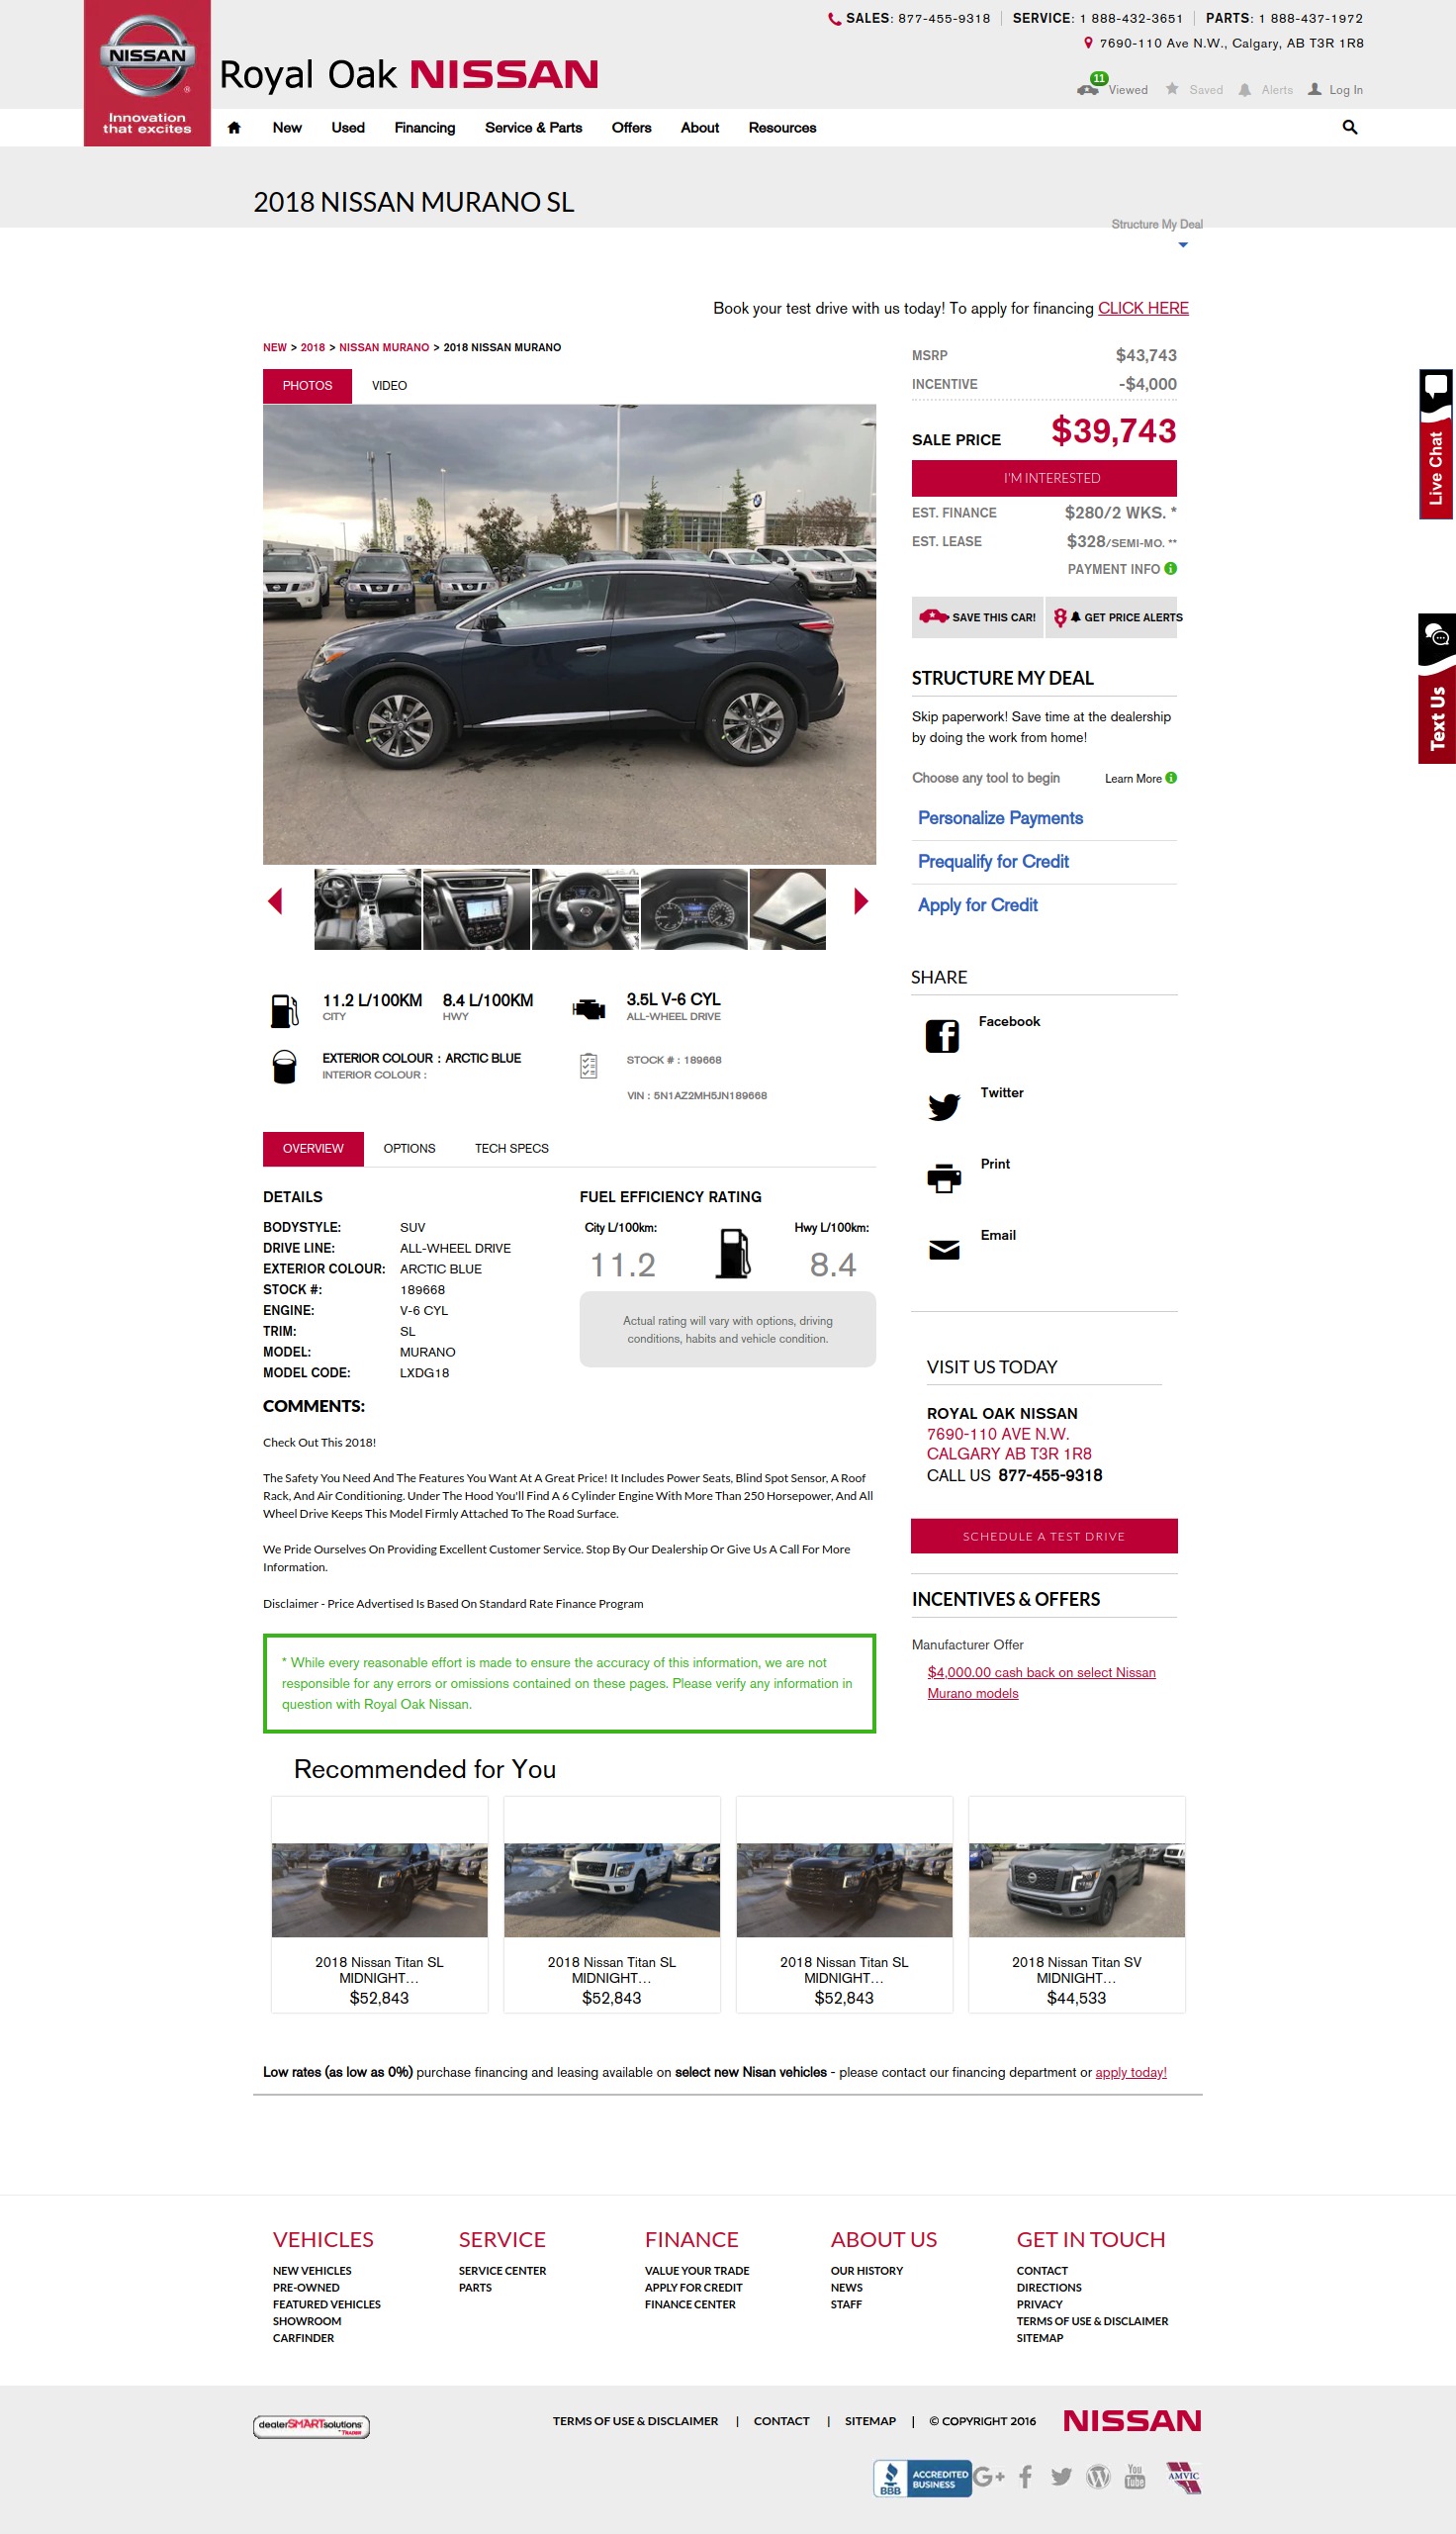 SALES: 877-455-9318
SERVICE: 1 888-432-3651
PARTS: 1 888-437-1972
7690-110 Ave N.W., Calgary, AB T3R 1R8
NISSAN
Innovation
that excites
Royal Oak NISSAN
11
Viewed
Saved
Alerts
Log In
New
Used
Financing
Service & Parts
Offers
About
Resources
2018 NISSAN MURANO SL
Structure My Deal
Book your test drive with us today! To apply for financing CLICK HERE
NEW > 2018 > NISSAN MURANO > 2018 NISSAN MURANO
PHOTOS
VIDEO
MSRP $43,743
INCENTIVE -$4,000
SALE PRICE $39,743
I'M INTERESTED
EST. FINANCE $280/2 WKS. *
EST. LEASE $328/SEMI-MO. **
PAYMENT INFO
SAVE THIS CAR!
GET PRICE ALERTS
Live Chat
Text Us
STRUCTURE MY DEAL
Skip paperwork! Save time at the dealership
by doing the work from home!
Choose any tool to begin
Learn More
Personalize Payments
Prequalify for Credit
Apply for Credit
11.2 L/100KM
CITY
8.4 L/100KM
HWY
3.5L V-6 CYL
ALL-WHEEL DRIVE
EXTERIOR COLOUR : ARCTIC BLUE
INTERIOR COLOUR :
STOCK # : 189668
VIN : 5N1AZ2MH5JN189668
SHARE
Facebook
Twitter
Print
Email
OVERVIEW
OPTIONS
TECH SPECS
DETAILS
BODYSTYLE: SUV
DRIVE LINE: ALL-WHEEL DRIVE
EXTERIOR COLOUR: ARCTIC BLUE
STOCK #: 189668
ENGINE: V-6 CYL
TRIM: SL
MODEL: MURANO
MODEL CODE: LXDG18
FUEL EFFICIENCY RATING
City L/100km:
11.2
Hwy L/100km:
8.4
Actual rating will vary with options, driving
conditions, habits and vehicle condition.
COMMENTS:
Check Out This 2018!
The Safety You Need And The Features You Want At A Great Price! It Includes Power Seats, Blind Spot Sensor, A Roof
Rack, And Air Conditioning. Under The Hood You'll Find A 6 Cylinder Engine With More Than 250 Horsepower, And All
Wheel Drive Keeps This Model Firmly Attached To The Road Surface.
We Pride Ourselves On Providing Excellent Customer Service. Stop By Our Dealership Or Give Us A Call For More
Information.
Disclaimer - Price Advertised Is Based On Standard Rate Finance Program
* While every reasonable effort is made to ensure the accuracy of this information, we are not
responsible for any errors or omissions contained on these pages. Please verify any information in
question with Royal Oak Nissan.
VISIT US TODAY
ROYAL OAK NISSAN
7690-110 AVE N.W.
CALGARY AB T3R 1R8
CALL US 877-455-9318
SCHEDULE A TEST DRIVE
INCENTIVES & OFFERS
Manufacturer Offer
$4,000.00 cash back on select Nissan
Murano models
Recommended for You
2018 Nissan Titan SL
MIDNIGHT...
$52,843
2018 Nissan Titan SL
MIDNIGHT...
$52,843
2018 Nissan Titan SL
MIDNIGHT...
$52,843
2018 Nissan Titan SV
MIDNIGHT...
$44,533
Low rates (as low as 0%) purchase financing and leasing available on select new Nisan vehicles - please contact our financing department or apply today!
VEHICLES
NEW VEHICLES
PRE-OWNED
FEATURED VEHICLES
SHOWROOM
CARFINDER
SERVICE
SERVICE CENTER
PARTS
FINANCE
VALUE YOUR TRADE
APPLY FOR CREDIT
FINANCE CENTER
ABOUT US
OUR HISTORY
NEWS
STAFF
GET IN TOUCH
CONTACT
DIRECTIONS
PRIVACY
TERMS OF USE & DISCLAIMER
SITEMAP
dealerSMARTsolutions
TRADER
TERMS OF USE & DISCLAIMER | CONTACT | SITEMAP | © COPYRIGHT 2016
NISSAN
BBB
ACCREDITED
BUSINESS
G+
You
Tube
AMVIC